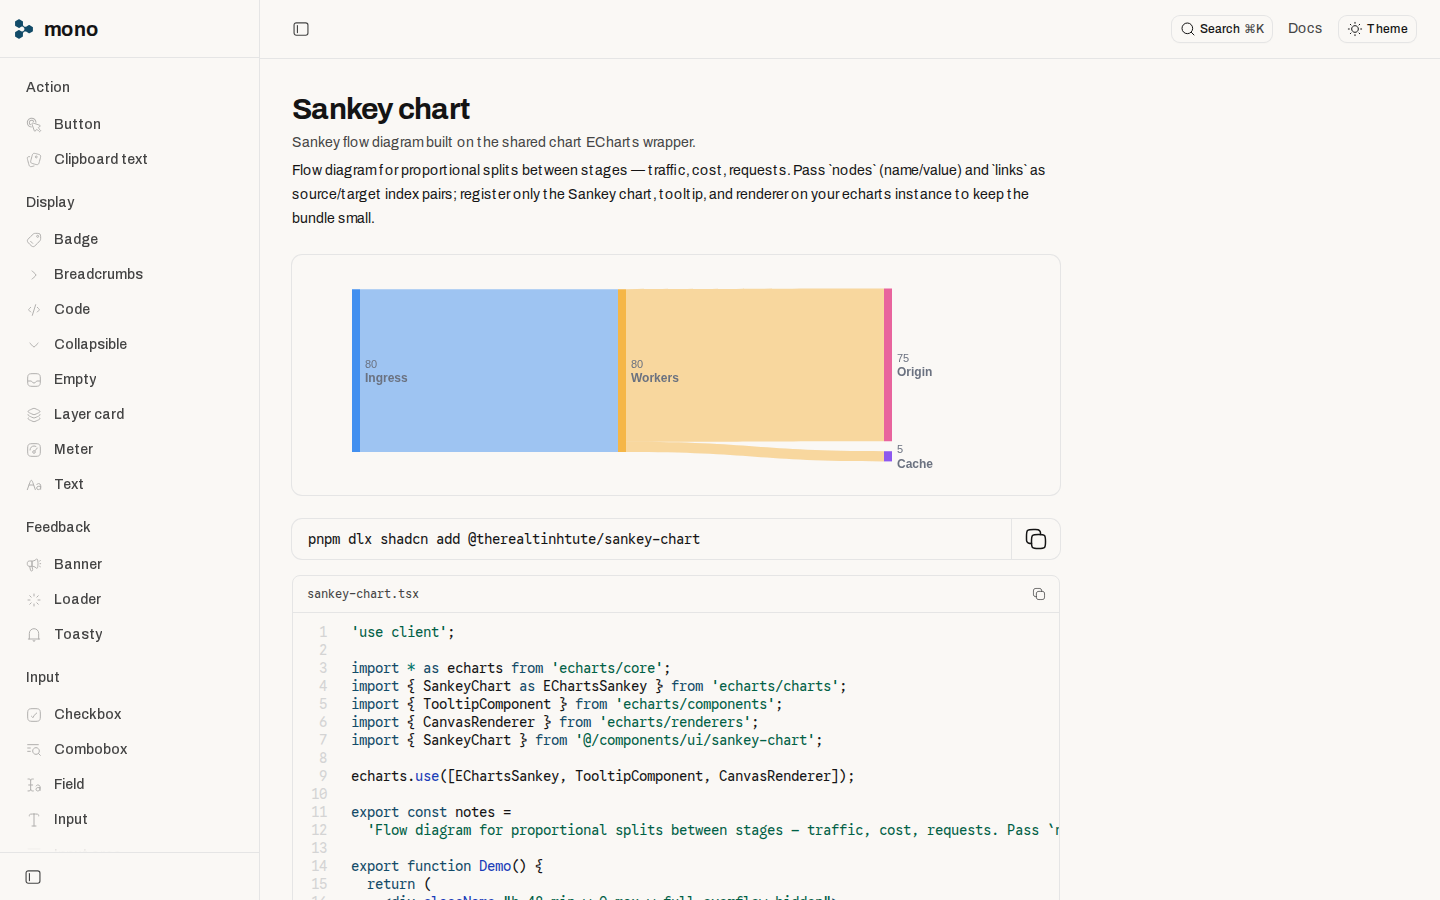 mono
Search ⌘K
Docs
Theme
Action
Button
Clipboard text
Display
Badge
Breadcrumbs
Code
Collapsible
Empty
Layer card
Meter
Text
Feedback
Banner
Loader
Toasty
Input
Checkbox
Combobox
Field
Input
Sankey chart
Sankey flow diagram built on the shared chart ECharts wrapper.
Flow diagram for proportional splits between stages — traffic, cost, requests. Pass `nodes` (name/value) and `links` as
source/target index pairs; register only the Sankey chart, tooltip, and renderer on your echarts instance to keep the
bundle small.
80
Ingress
80
Workers
75
Origin
5
Cache
pnpm dlx shadcn add @therealtinhtute/sankey-chart
sankey-chart.tsx
1 'use client';
2
3 import * as echarts from 'echarts/core';
4 import { SankeyChart as EChartsSankey } from 'echarts/charts';
5 import { TooltipComponent } from 'echarts/components';
6 import { CanvasRenderer } from 'echarts/renderers';
7 import { SankeyChart } from '@/components/ui/sankey-chart';
8
9 echarts.use([EChartsSankey, TooltipComponent, CanvasRenderer]);
10
11 export const notes =
12 'Flow diagram for proportional splits between stages — traffic, cost, requests. Pass `
13
14 export function Demo() {
15 return (